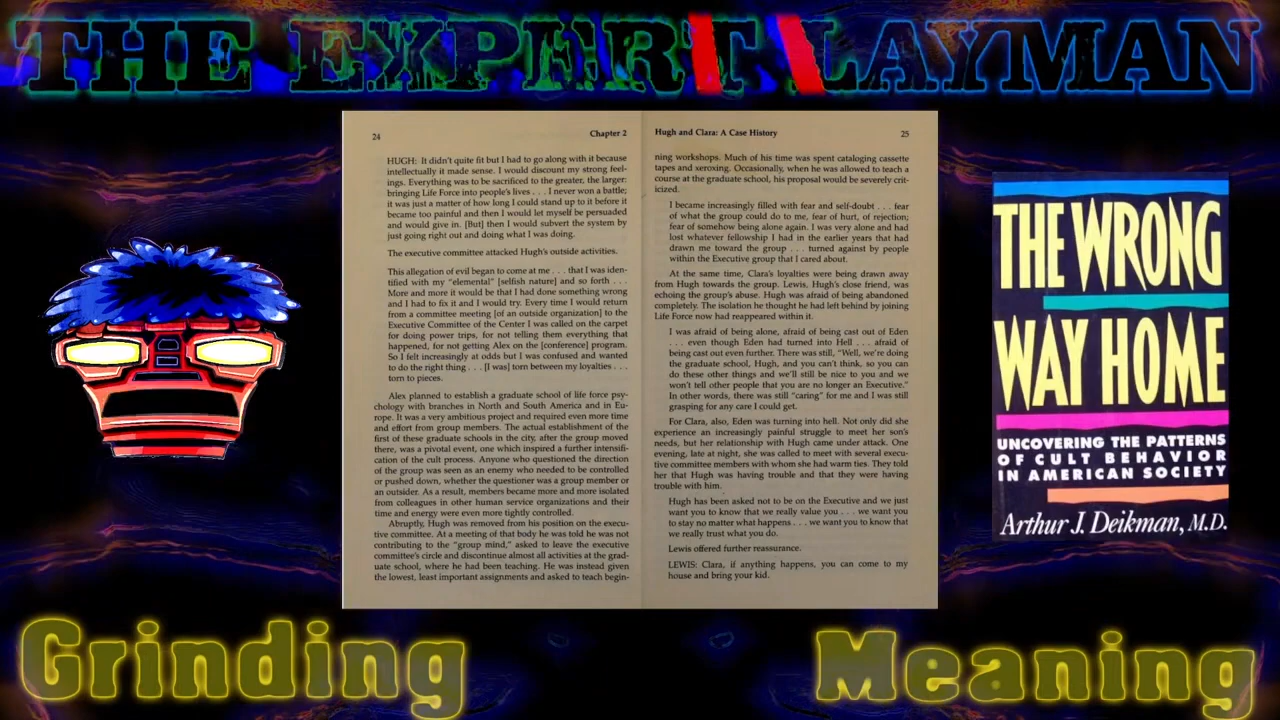 THE EXPERT LAYMAN
24
Chapter 2
HUGH: It didn't quite fit but I had to go along with it because
intellectually it made sense. I would discount my strong feel-
ings. Everything was to be sacrificed to the greater, the larger:
bringing Life Force into people's lives . . . I never won a battle;
it was just a matter of how long I could stand up to it before it
became too painful and then I would let myself be persuaded
and would give in. [But] then I would subvert the system by
just going right out and doing what I was doing.
The executive committee attacked Hugh's outside activities.
This allegation of evil began to come at me . . . that I was iden-
tified with my "elemental" [selfish nature] and so forth . . .
More and more it would be that I had done something wrong
and I had to fix it and I would try. Every time I would return
from a committee meeting [of an outside organization] to the
Executive Committee of the Center I was called on the carpet
for doing power trips, for not telling them everything that
happened, for not getting Alex on the [conference] program.
So I felt increasingly at odds but I was confused and wanted
to do the right thing . . . [I was] torn between my loyalties . . .
torn to pieces.
Alex planned to establish a graduate school of life force psy-
chology with branches in North and South America and in Eu-
rope. It was a very ambitious project and required even more time
and effort from group members. The actual establishment of the
first of these graduate schools in the city, after the group moved
there, was a pivotal event, one which inspired a further intensifi-
cation of the cult process. Anyone who questioned the direction
of the group was seen as an enemy who needed to be controlled
or pushed down, whether the questioner was a group member or
an outsider. As a result, members became more and more isolated
from colleagues in other human service organizations and their
time and energy were even more tightly controlled.
Abruptly, Hugh was removed from his position on the execu-
tive committee. At a meeting of that body he was told he was not
contributing to the "group mind," asked to leave the executive
committee's circle and discontinue almost all activities at the grad-
uate school, where he had been teaching. He was instead given
the lowest, least important assignments and asked to teach begin-
Hugh and Clara: A Case History
25
ning workshops. Much of his time was spent cataloging cassette
tapes and xeroxing. Occasionally, when he was allowed to teach a
course at the graduate school, his proposal would be severely crit-
icized.
I became increasingly filled with fear and self-doubt . . . fear
of what the group could do to me, fear of hurt, of rejection;
fear of somehow being alone again. I was very alone and had
lost whatever fellowship I had in the earlier years that had
drawn me toward the group . . . turned against by people
within the Executive group that I cared about.
At the same time, Clara's loyalties were being drawn away
from Hugh towards the group. Lewis, Hugh's close friend, was
echoing the group's abuse. Hugh was afraid of being abandoned
completely. The isolation he thought he had left behind by joining
Life Force now had reappeared within it.
I was afraid of being alone, afraid of being cast out of Eden
. . . even though Eden had turned into Hell . . . afraid of
being cast out even further. There was still, "Well, we're doing
the graduate school, Hugh, and you can't think, so you can
do these other things and we'll still be nice to you and we
won't tell other people that you are no longer an Executive."
In other words, there was still "caring" for me and I was still
grasping for any care I could get.
For Clara, also, Eden was turning into hell. Not only did she
experience an increasingly painful struggle to meet her son's
needs, but her relationship with Hugh came under attack. One
evening, late at night, she was called to meet with several execu-
tive committee members with whom she had warm ties. They told
her that Hugh was having trouble and that they were having
trouble with him.
Hugh has been asked not to be on the Executive and we just
want you to know that we really value you . . . we want you
to stay no matter what happens . . . we want you to know that
we really trust what you do.
Lewis offered further reassurance.
LEWIS: Clara, if anything happens, you can come to my
house and bring your kid.
THE WRONG
WAY HOME
UNCOVERING THE PATTERNS
OF CULT BEHAVIOR
IN AMERICAN SOCIETY
Arthur J. Deikman, M.D.
Grinding
Meaning